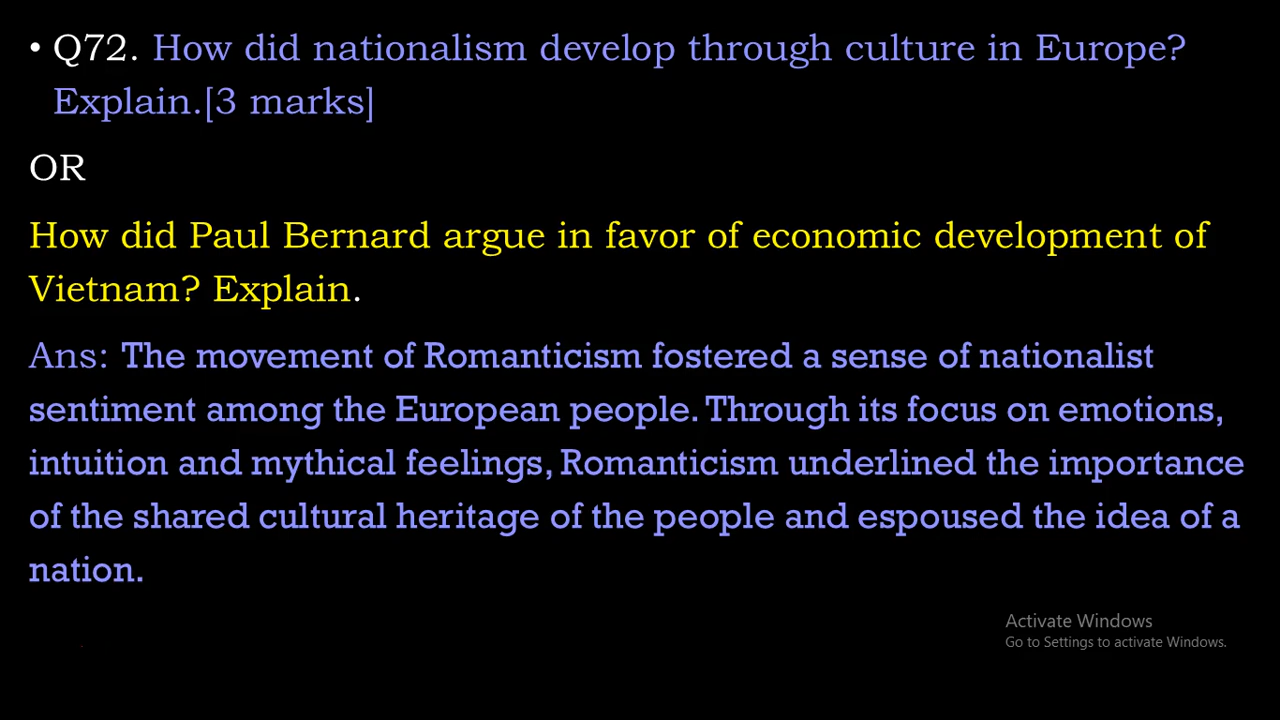 • Q72. How did nationalism develop through culture in Europe?
Explain.[3 marks]
OR
How did Paul Bernard argue in favor of economic development of
Vietnam? Explain.
Ans: The movement of Romanticism fostered a sense of nationalist
sentiment among the European people. Through its focus on emotions,
intuition and mythical feelings, Romanticism underlined the importance
of the shared cultural heritage of the people and espoused the idea of a
nation.
Activate Windows
Go to Settings to activate Windows.